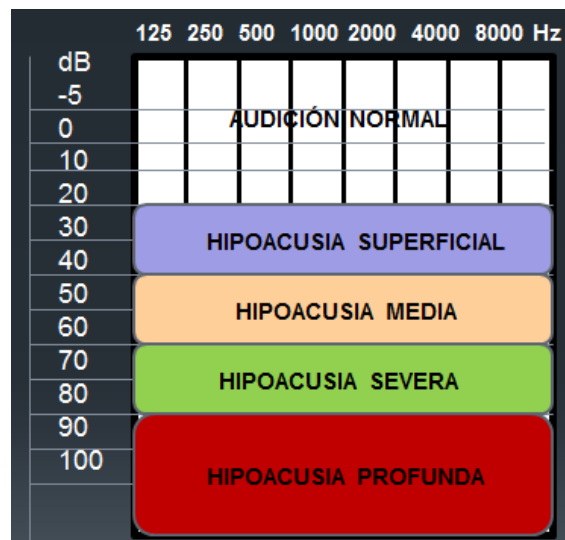 125 250 500 1000 2000 4000 8000 Hz
dB
-5
0
10
20
30
40
50
60
70
80
90
100
AUDICIÓN NORMAL
HIPOACUSIA SUPERFICIAL
HIPOACUSIA MEDIA
HIPOACUSIA SEVERA
HIPOACUSIA PROFUNDA